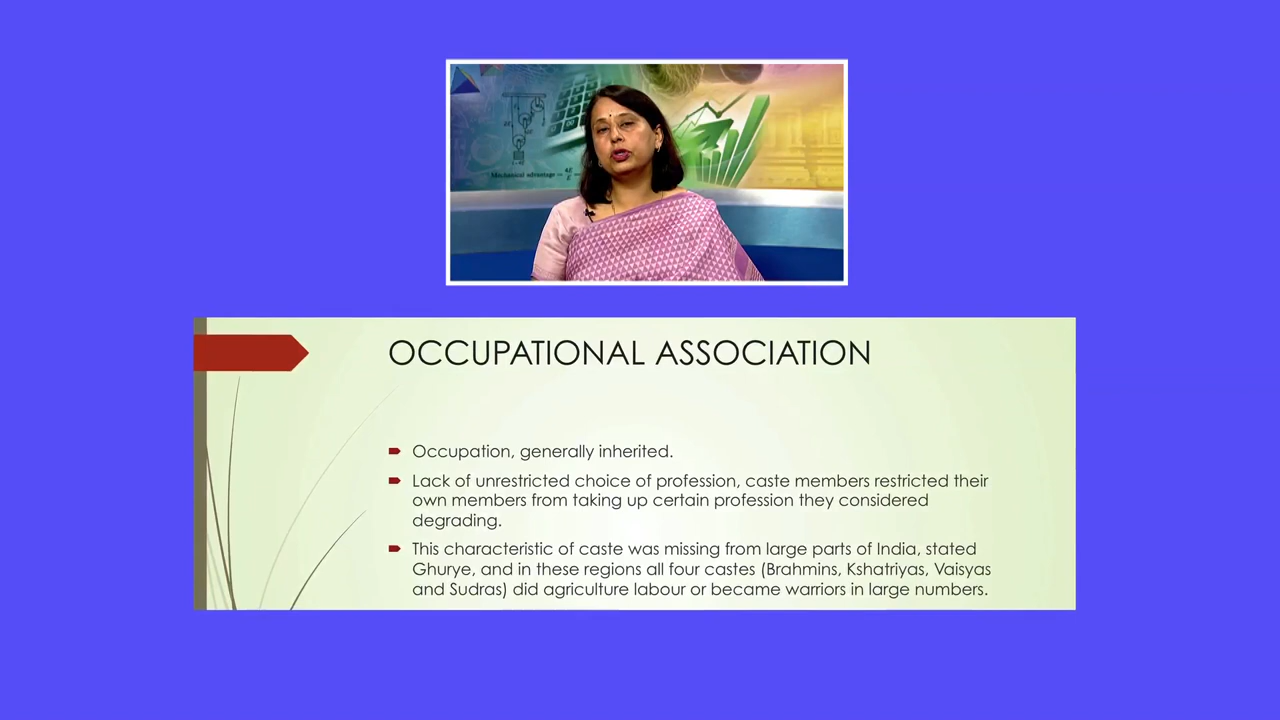 Mechanical advantage =
OCCUPATIONAL ASSOCIATION
Occupation, generally inherited.
Lack of unrestricted choice of profession, caste members restricted their
own members from taking up certain profession they considered
degrading.
This characteristic of caste was missing from large parts of India, stated
Ghurye, and in these regions all four castes (Brahmins, Kshatriyas, Vaisyas
and Sudras) did agriculture labour or became warriors in large numbers.